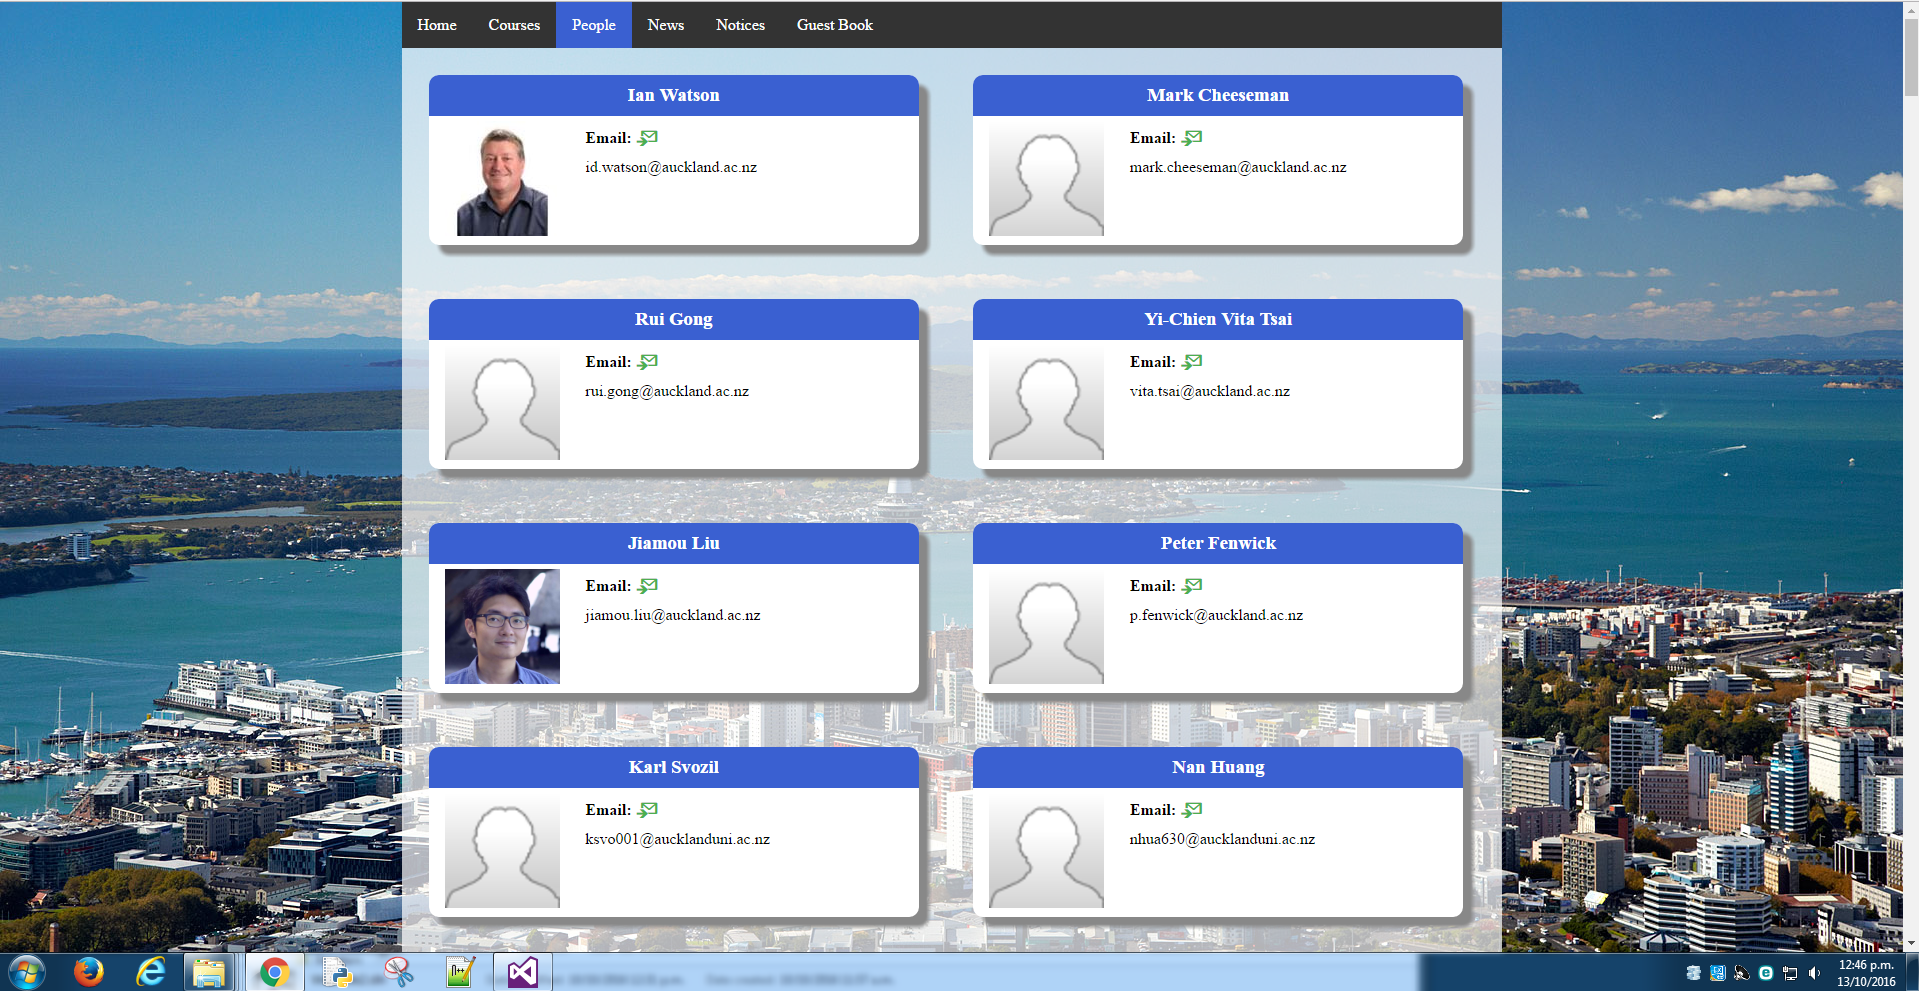 Home Courses People News Notices Guest Book
Ian Watson
Email:
id.watson@auckland.ac.nz
Mark Cheeseman
Email:
mark.cheeseman@auckland.ac.nz
Rui Gong
Email:
rui.gong@auckland.ac.nz
Yi-Chien Vita Tsai
Email:
vita.tsai@auckland.ac.nz
Jiamou Liu
Email:
jiamou.liu@auckland.ac.nz
Peter Fenwick
Email:
p.fenwick@auckland.ac.nz
Karl Svozil
Email:
ksvo001@aucklanduni.ac.nz
Nan Huang
Email:
nhua630@aucklanduni.ac.nz
12:46 p.m.
13/10/2016